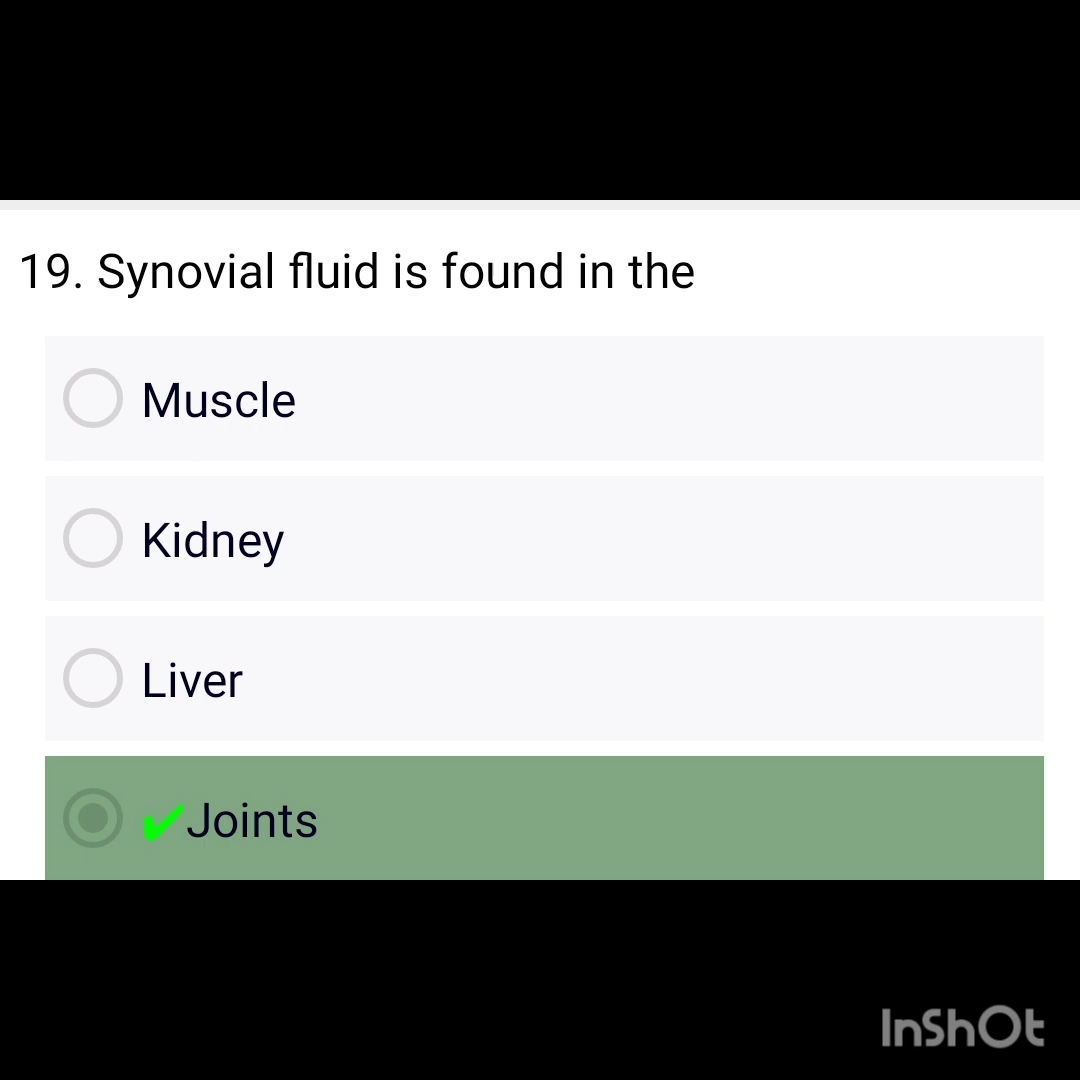 19. Synovial fluid is found in the
Muscle
Kidney
Liver
✔Joints
InShOt